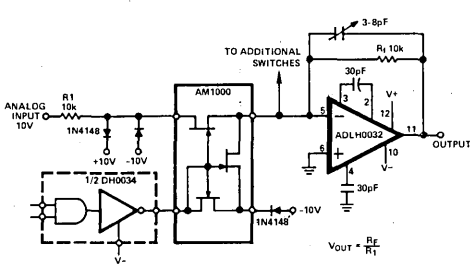 3-8pF
TO ADDITIONAL
SWITCHES
Rf 10k
30pF
AM1000
R1
10k
ANALOG
INPUT
10V
1N4148
+10V
-10V
3
2
V+
12
5
ADLH0032
11
OUTPUT
6
10
V-
4
30pF
1/2 DH0034
V-
1N4148
-10V
VOUT = RF
R1